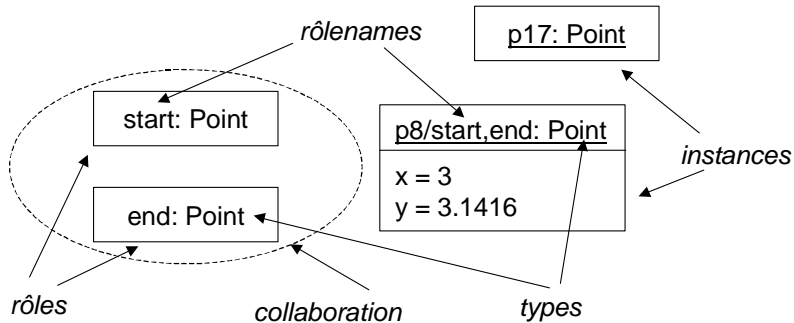 rôlenames
p17: Point
start: Point
p8/start,end: Point
instances
x = 3
y = 3.1416
end: Point
rôles
collaboration
types